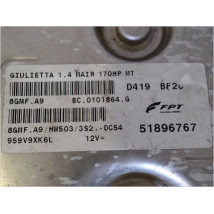 GIULIETTA 1.4 MAIR 170HP MT
D419 BF20
8GMF.A9 8C.0101864.G
FPT
8GMF.A9/HW503/3S2.-DC54 51896767
959V9XK6L 12V-